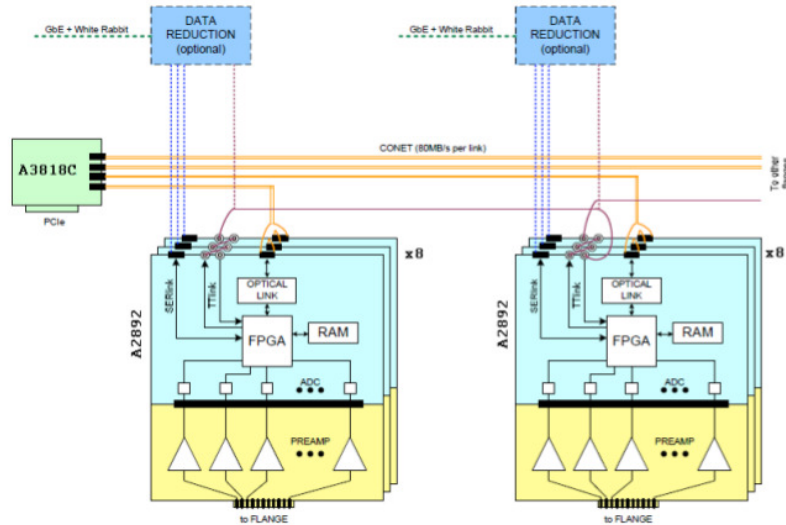 GbE + White Rabbit
DATA
REDUCTION
(optional)
GbE + White Rabbit
DATA
REDUCTION
(optional)
A3818C
PCIe
CONET (80MB/s per link)
To other
x8
A2892
SERlink
TTlink
OPTICAL
LINK
FPGA
RAM
ADC
PREAMP
to FLANGE
x8
A2892
SERlink
TTlink
OPTICAL
LINK
FPGA
RAM
ADC
PREAMP
to FLANGE